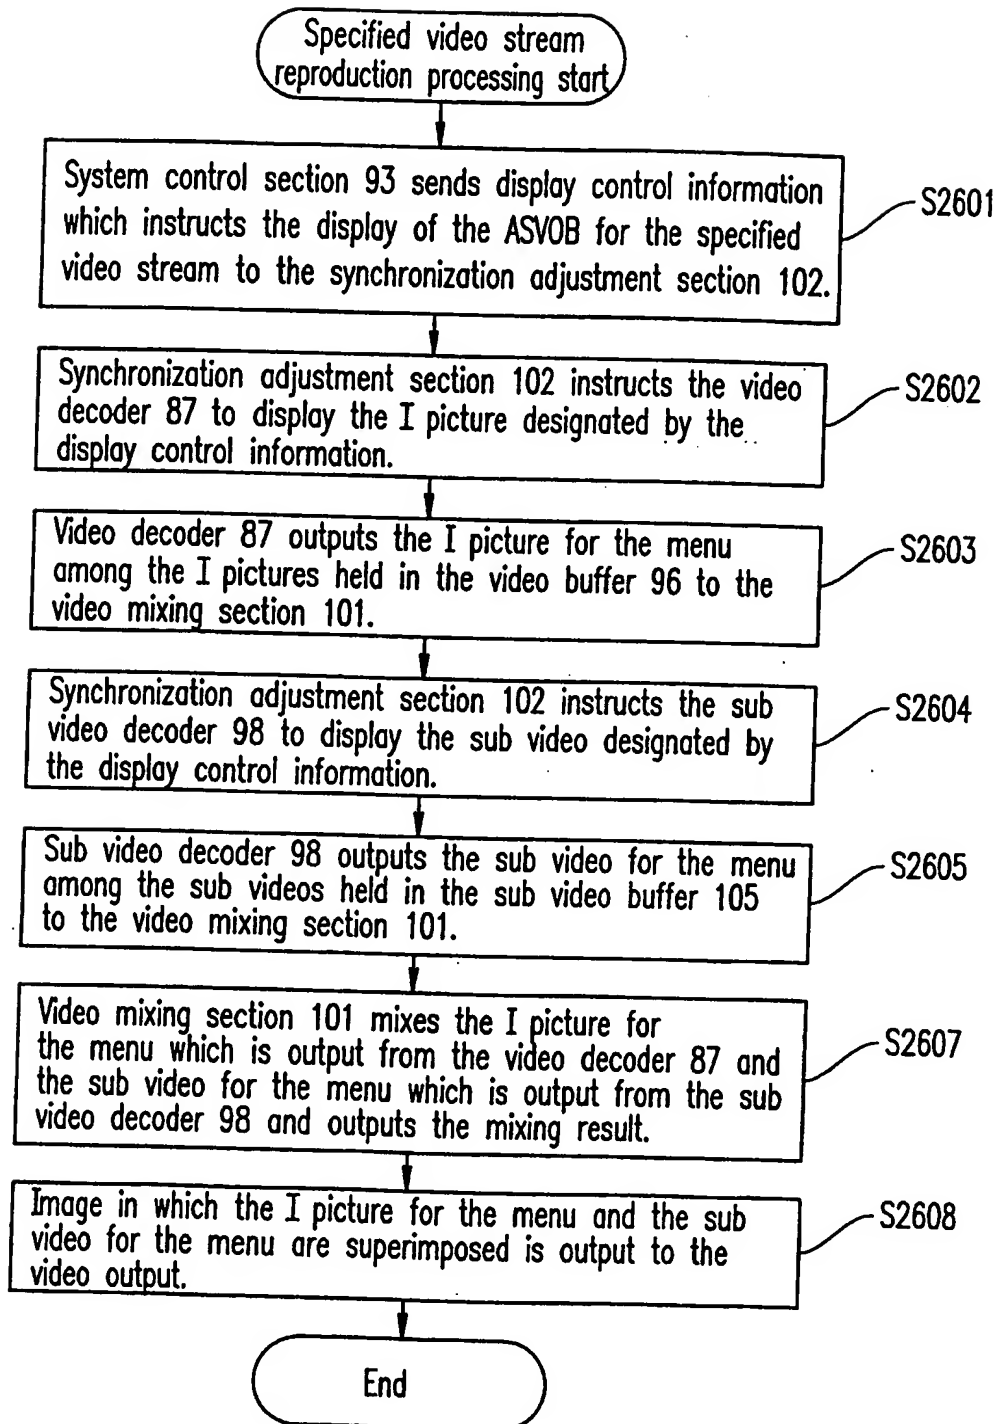 Specified video stream
reproduction processing start
System control section 93 sends display control information
which instructs the display of the ASVOB for the specified
video stream to the synchronization adjustment section 102.
S2601
Synchronization adjustment section 102 instructs the video
decoder 87 to display the I picture designated by the
display control information.
S2602
Video decoder 87 outputs the I picture for the menu
among the I pictures held in the video buffer 96 to the
video mixing section 101.
S2603
Synchronization adjustment section 102 instructs the sub
video decoder 98 to display the sub video designated by
the display control information.
S2604
Sub video decoder 98 outputs the sub video for the menu
among the sub videos held in the sub video buffer 105
to the video mixing section 101.
S2605
Video mixing section 101 mixes the I picture for
the menu which is output from the video decoder 87 and
the sub video for the menu which is output from the sub
video decoder 98 and outputs the mixing result.
S2607
Image in which the I picture for the menu and the sub
video for the menu are superimposed is output to the
video output.
S2608
End